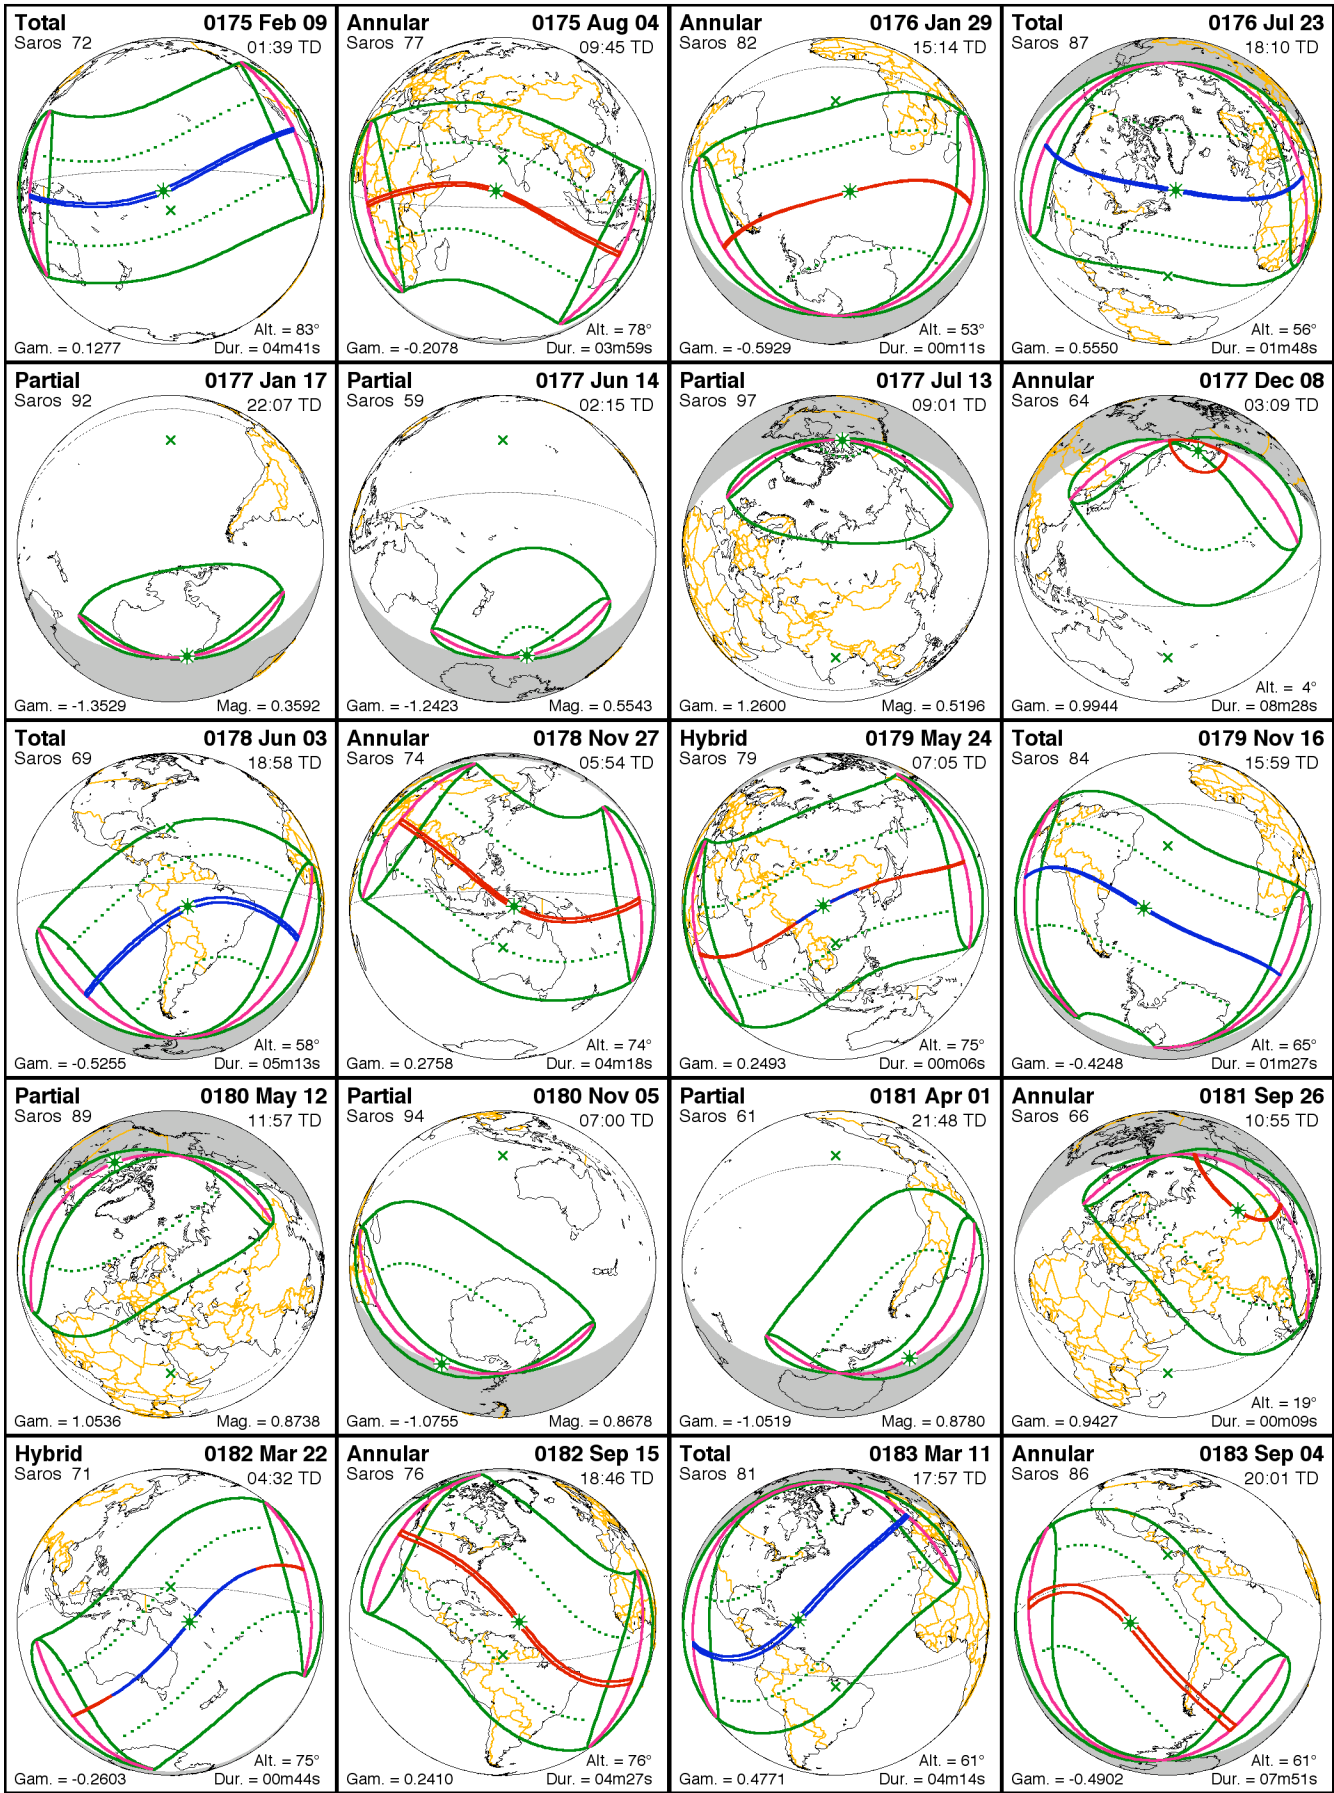 Total 0175 Feb 09
Saros 72 01:39 TD
Alt. = 83°
Gam. = 0.1277 Dur. = 04m41s
Annular 0175 Aug 04
Saros 77 09:45 TD
Alt. = 78°
Gam. = -0.2078 Dur. = 03m59s
Annular 0176 Jan 29
Saros 82 15:14 TD
Alt. = 53°
Gam. = -0.5929 Dur. = 00m11s
Total 0176 Jul 23
Saros 87 18:10 TD
Alt. = 56°
Gam. = 0.5550 Dur. = 01m48s
Partial 0177 Jan 17
Saros 92 22:07 TD
Gam. = -1.3529 Mag. = 0.3592
Partial 0177 Jun 14
Saros 59 02:15 TD
Gam. = -1.2423 Mag. = 0.5543
Partial 0177 Jul 13
Saros 97 09:01 TD
Gam. = 1.2600 Mag. = 0.5196
Annular 0177 Dec 08
Saros 64 03:09 TD
Alt. = 4°
Gam. = 0.9944 Dur. = 08m28s
Total 0178 Jun 03
Saros 69 18:58 TD
Alt. = 58°
Gam. = -0.5255 Dur. = 05m13s
Annular 0178 Nov 27
Saros 74 05:54 TD
Alt. = 74°
Gam. = 0.2758 Dur. = 04m18s
Hybrid 0179 May 24
Saros 79 07:05 TD
Alt. = 75°
Gam. = 0.2493 Dur. = 00m06s
Total 0179 Nov 16
Saros 84 15:59 TD
Alt. = 65°
Gam. = -0.4248 Dur. = 01m27s
Partial 0180 May 12
Saros 89 11:57 TD
Gam. = 1.0536 Mag. = 0.8738
Partial 0180 Nov 05
Saros 94 07:00 TD
Gam. = -1.0755 Mag. = 0.8678
Partial 0181 Apr 01
Saros 61 21:48 TD
Gam. = -1.0519 Mag. = 0.8780
Annular 0181 Sep 26
Saros 66 10:55 TD
Alt. = 19°
Gam. = 0.9427 Dur. = 00m09s
Hybrid 0182 Mar 22
Saros 71 04:32 TD
Alt. = 75°
Gam. = -0.2603 Dur. = 00m44s
Annular 0182 Sep 15
Saros 76 18:46 TD
Alt. = 76°
Gam. = 0.2410 Dur. = 04m27s
Total 0183 Mar 11
Saros 81 17:57 TD
Alt. = 61°
Gam. = 0.4771 Dur. = 04m14s
Annular 0183 Sep 04
Saros 86 20:01 TD
Alt. = 61°
Gam. = -0.4902 Dur. = 07m51s